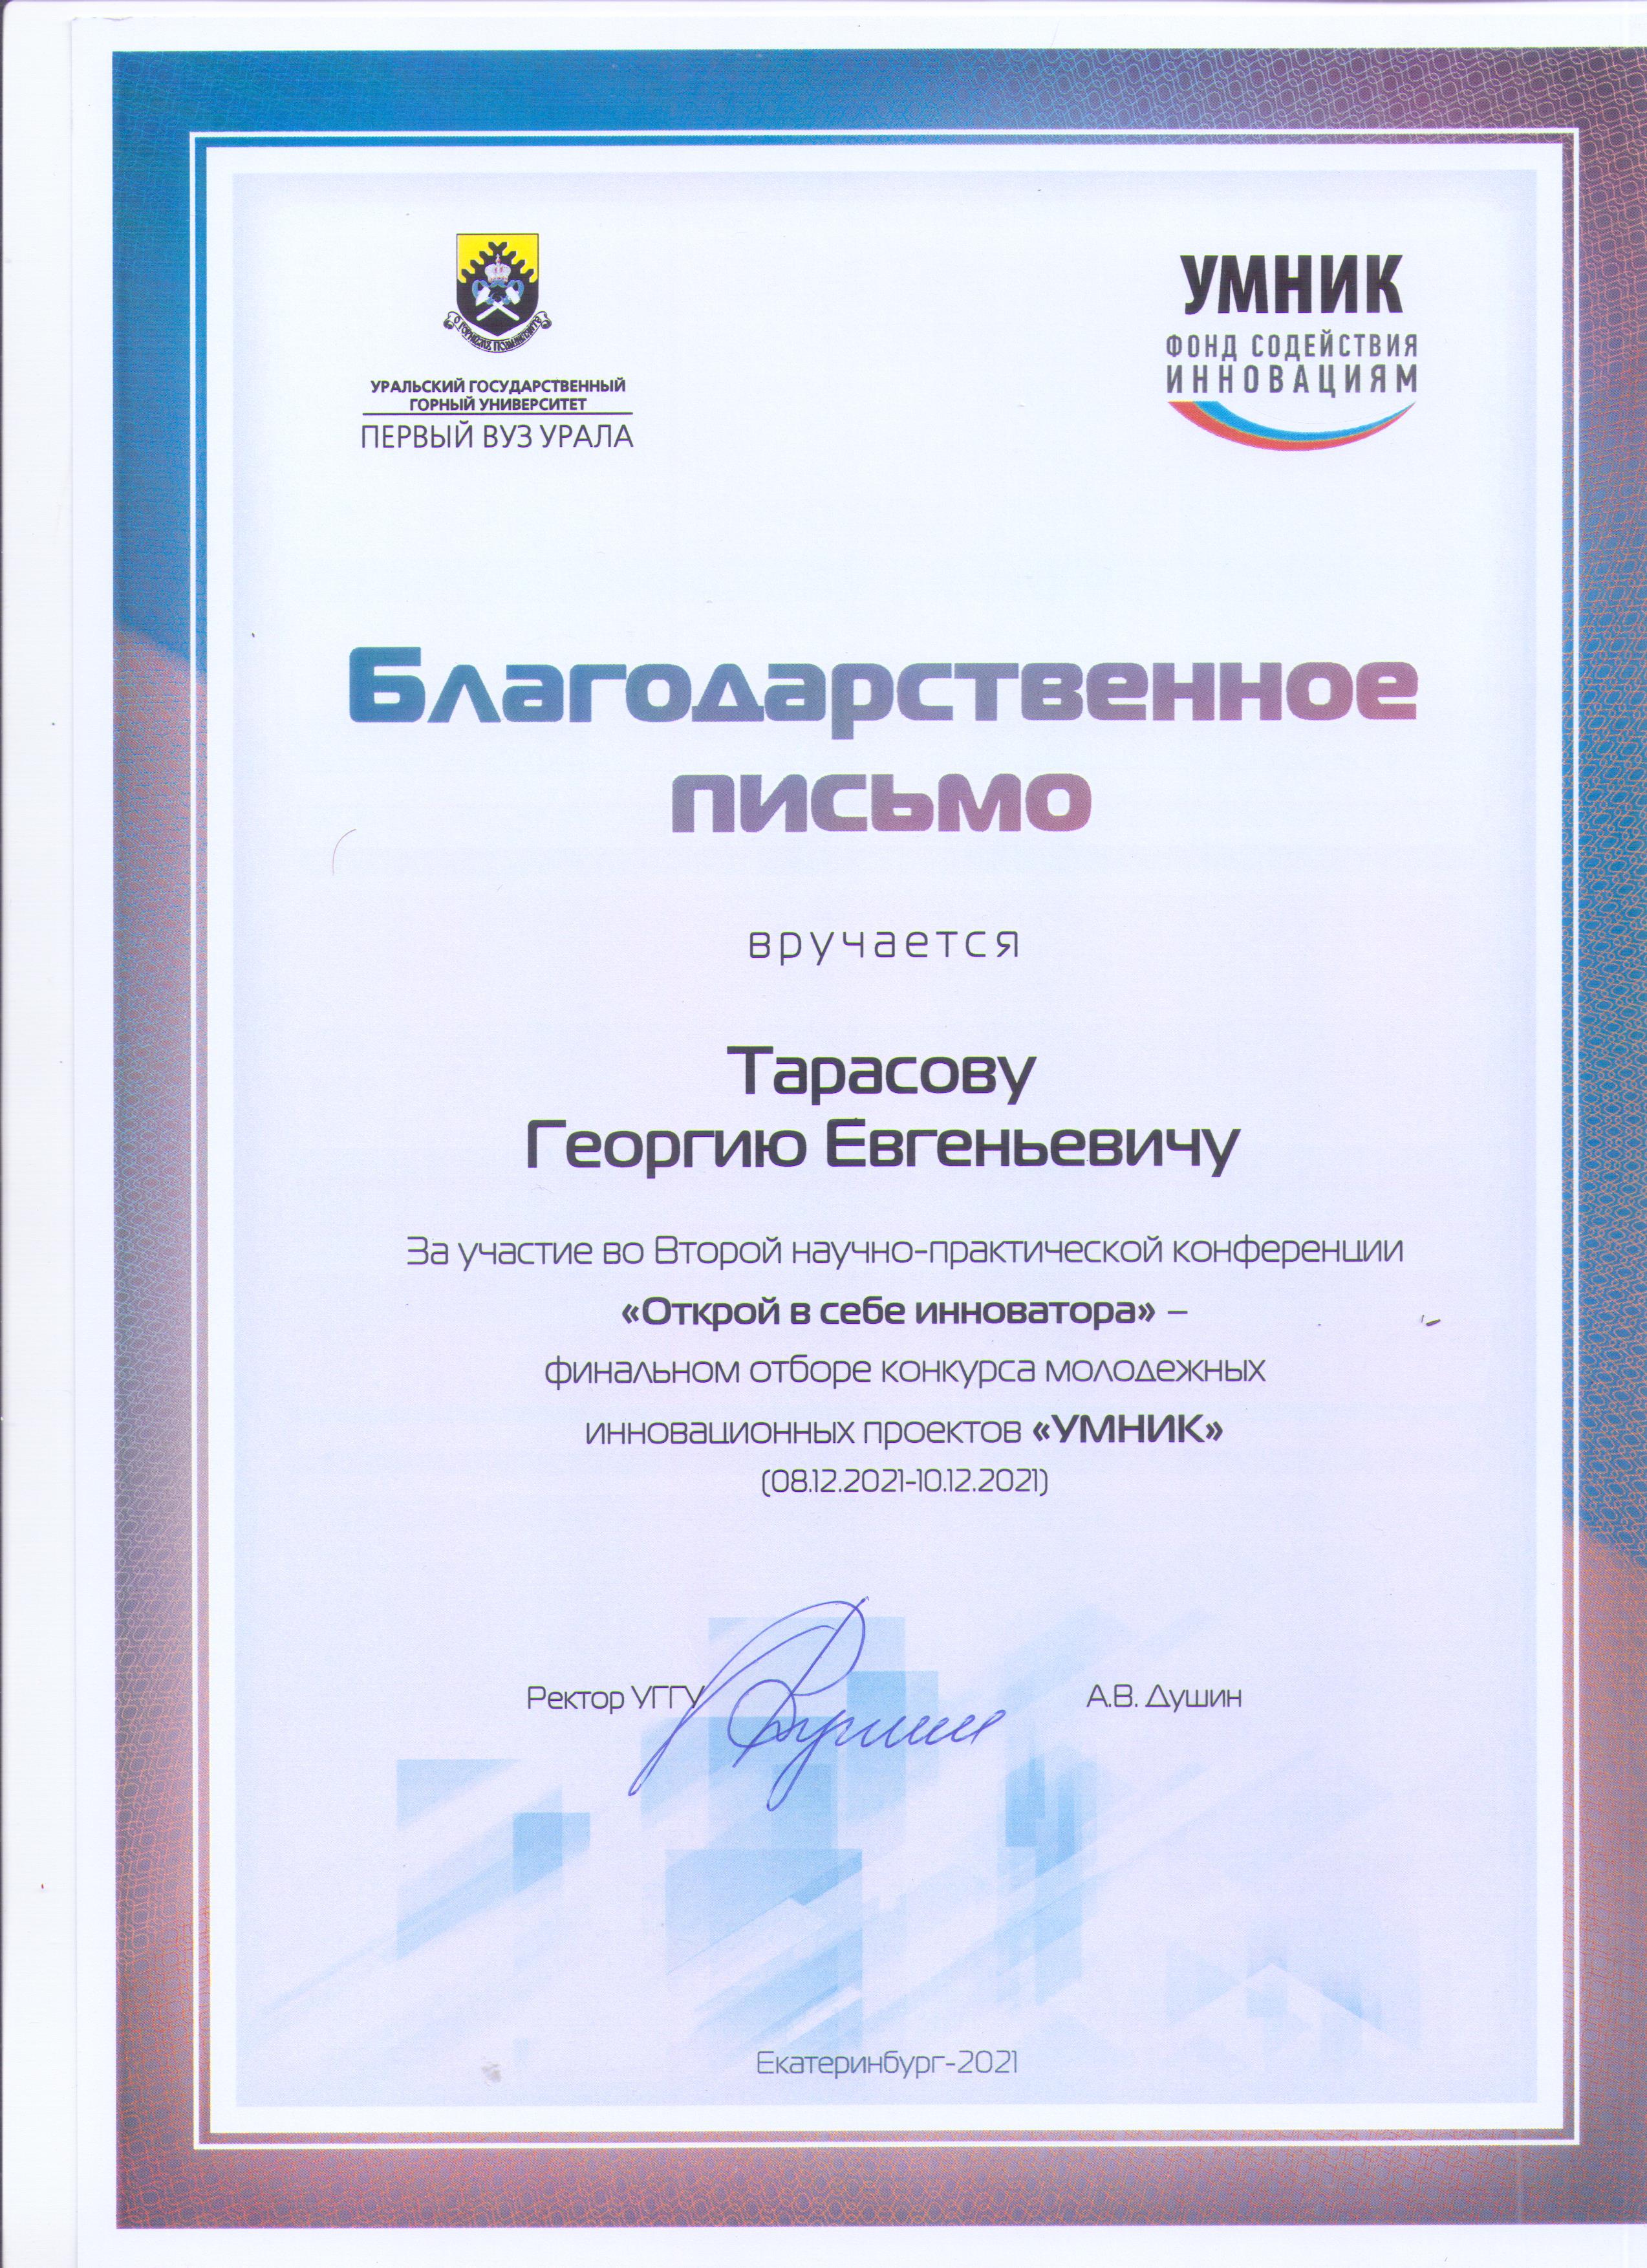 УРАЛЬСКИЙ ГОСУДАРСТВЕННЫЙ
ГОРНЫЙ УНИВЕРСИТЕТ
ПЕРВЫЙ ВУЗ УРАЛА
УМНИК
ФОНД СОДЕЙСТВИЯ
ИННОВАЦИЯМ
Благодарственное
письмо
вручается
Тарасову
Георгию Евгеньевичу
За участие во Второй научно-практической конференции
«Открой в себе инноватора» –
финальном отборе конкурса молодежных
инновационных проектов «УМНИК»
(08.12.2021-10.12.2021)
Ректор УГГУ
А.В. Душин
Екатеринбург-2021